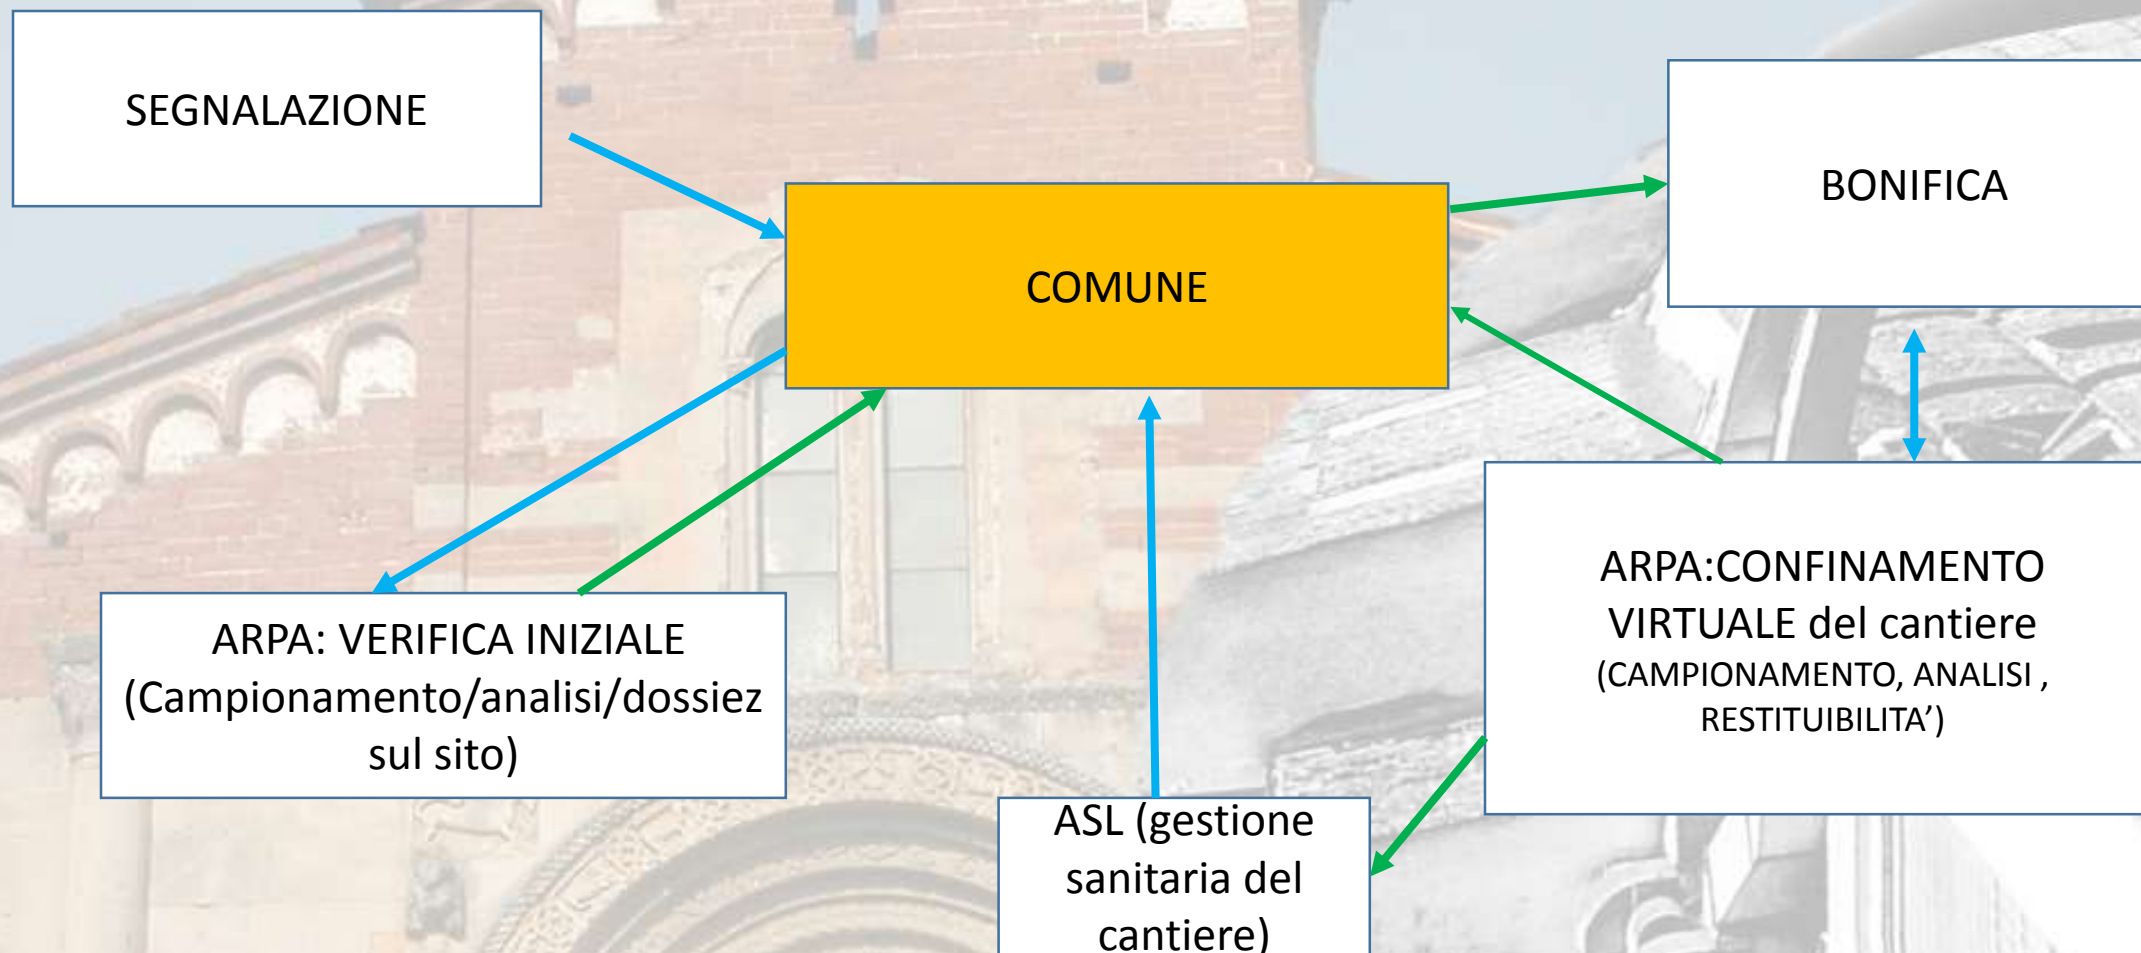 SEGNALAZIONE
BONIFICA
COMUNE
ARPA: VERIFICA INIZIALE
(Campionamento/analisi/dossiez
sul sito)
ARPA:CONFINAMENTO
VIRTUALE del cantiere
(CAMPIONAMENTO, ANALISI ,
RESTITUIBILITA’)
ASL (gestione
sanitaria del
cantiere)